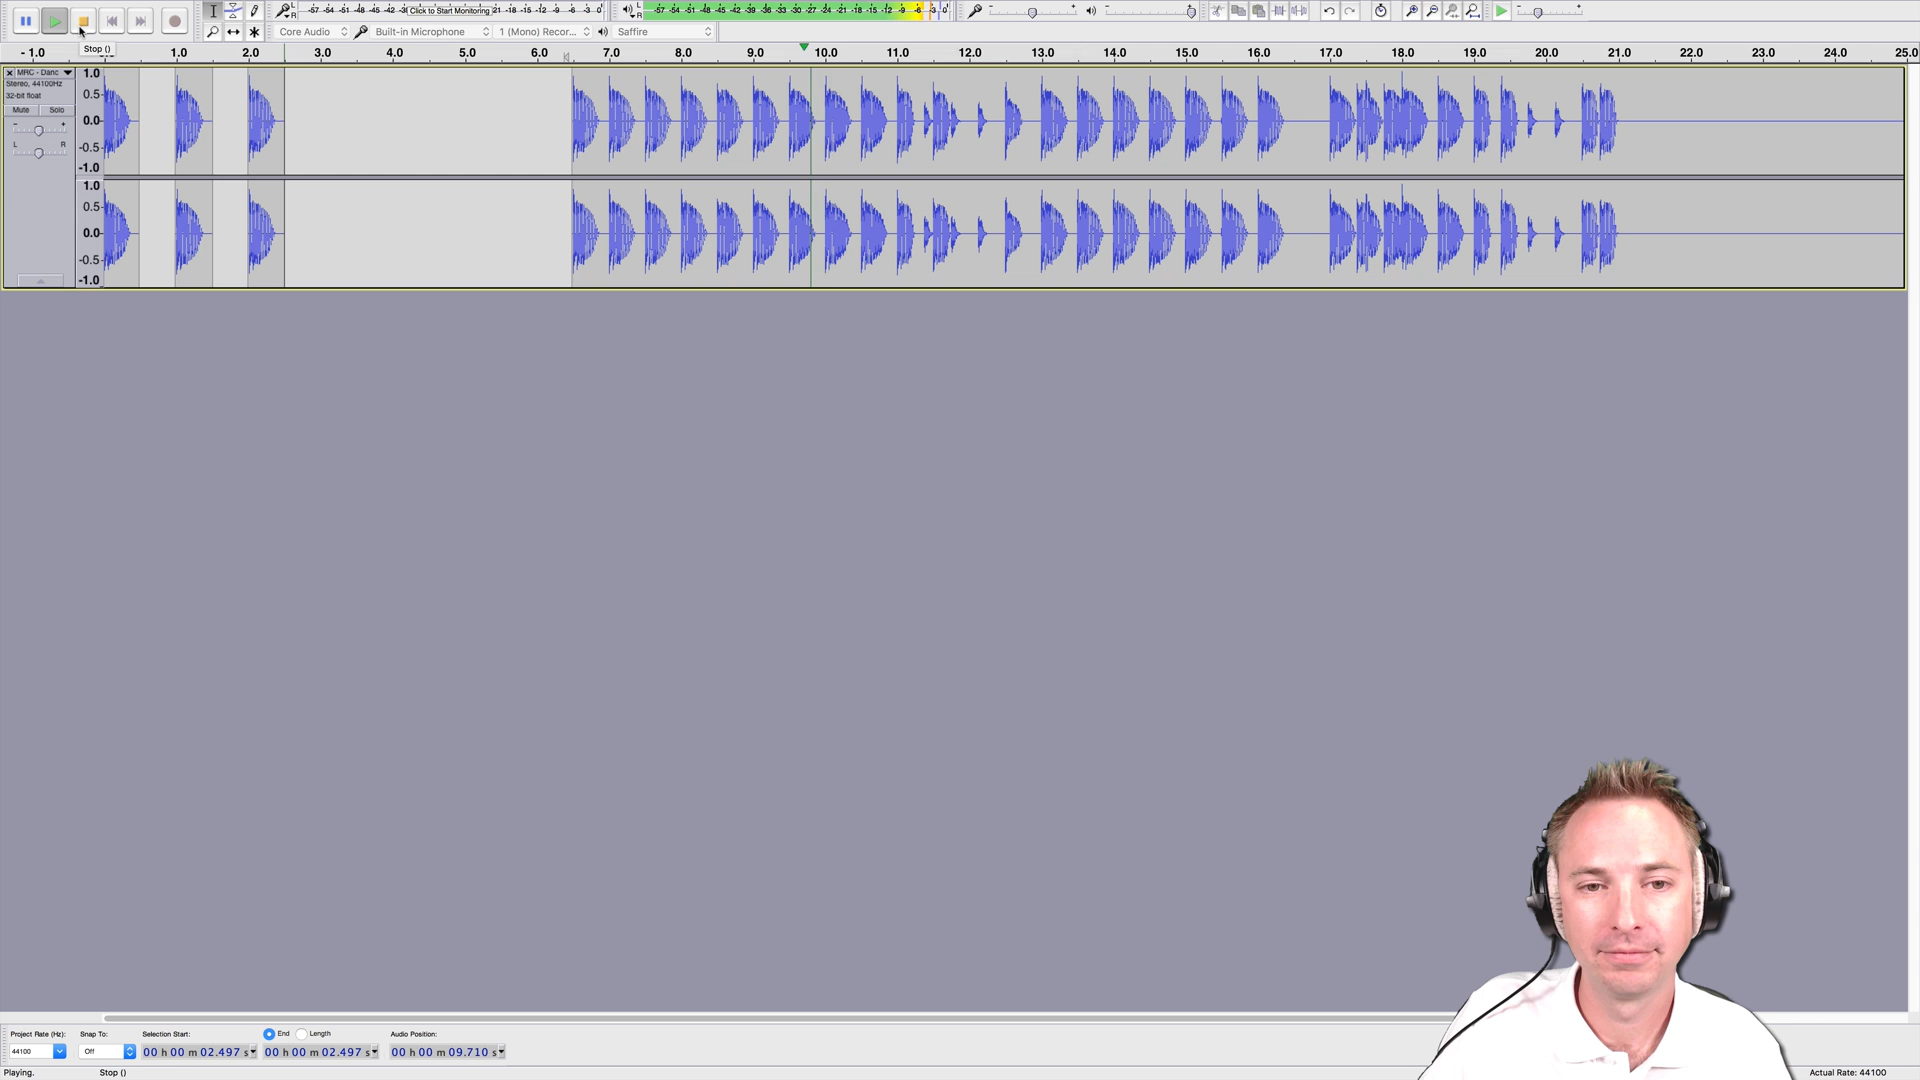 -57 -54 -51 -48 -45 -42 -3 Click to Start Monitoring 21 -18 -15 -12 -9 -6 -3 0
-57 -54 -51 -48 -45 -42 -39 -36 -33 -30 -27 -24 -21 -18 -15 -12 -9 -6 -3 0
L
R
Core Audio
Built-in Microphone
1 (Mono) Recor...
Saffire
Stop ()
- 1.0 1.0 2.0 3.0 4.0 5.0 6.0 7.0 8.0 9.0 10.0 11.0 12.0 13.0 14.0 15.0 16.0 17.0 18.0 19.0 20.0 21.0 22.0 23.0 24.0 25.0
MRC - Danc
Stereo, 44100Hz
32-bit float
Mute Solo
- +
L R
1.0
0.5-
0.0-
-0.5-
-1.0
1.0
0.5-
0.0-
-0.5-
-1.0
Project Rate (Hz): Snap To: Selection Start: End Length Audio Position:
44100 Off 00 h 00 m 02.497 s 00 h 00 m 02.497 s 00 h 00 m 09.710 s
Playing. Stop () Actual Rate: 44100